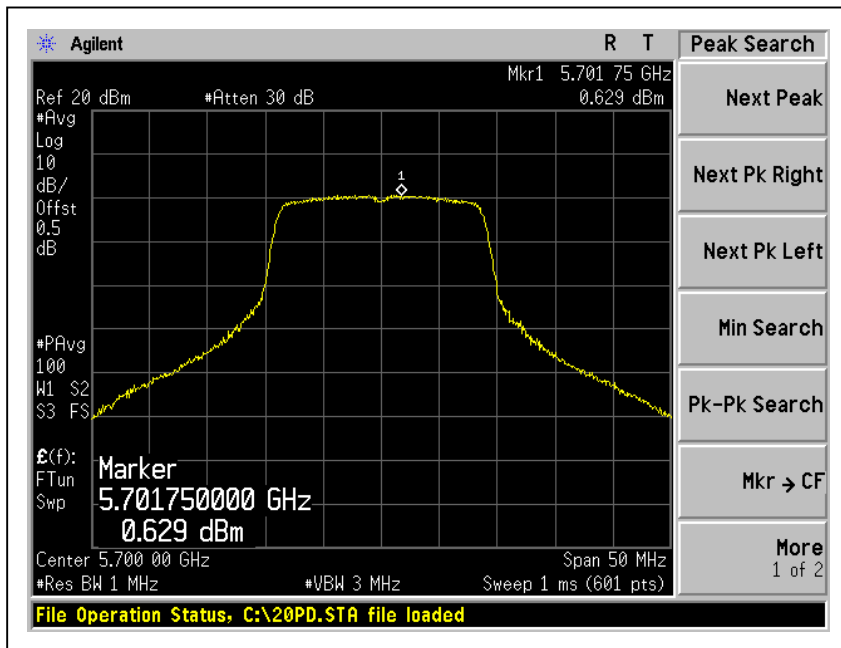 Agilent R T
Peak Search
Mkr1 5.701 75 GHz
Ref 20 dBm #Atten 30 dB 0.629 dBm
#Avg
Log
10
dB/
Offst
0.5
dB
#PAvg
100
W1 S2
S3 FS
£(f):
FTun
Swp
1
Marker
5.701750000 GHz
0.629 dBm
Center 5.700 00 GHz Span 50 MHz
#Res BW 1 MHz #VBW 3 MHz Sweep 1 ms (601 pts)
File Operation Status, C:\20PD.STA file loaded
Next Peak
Next Pk Right
Next Pk Left
Min Search
Pk-Pk Search
Mkr → CF
More
1 of 2